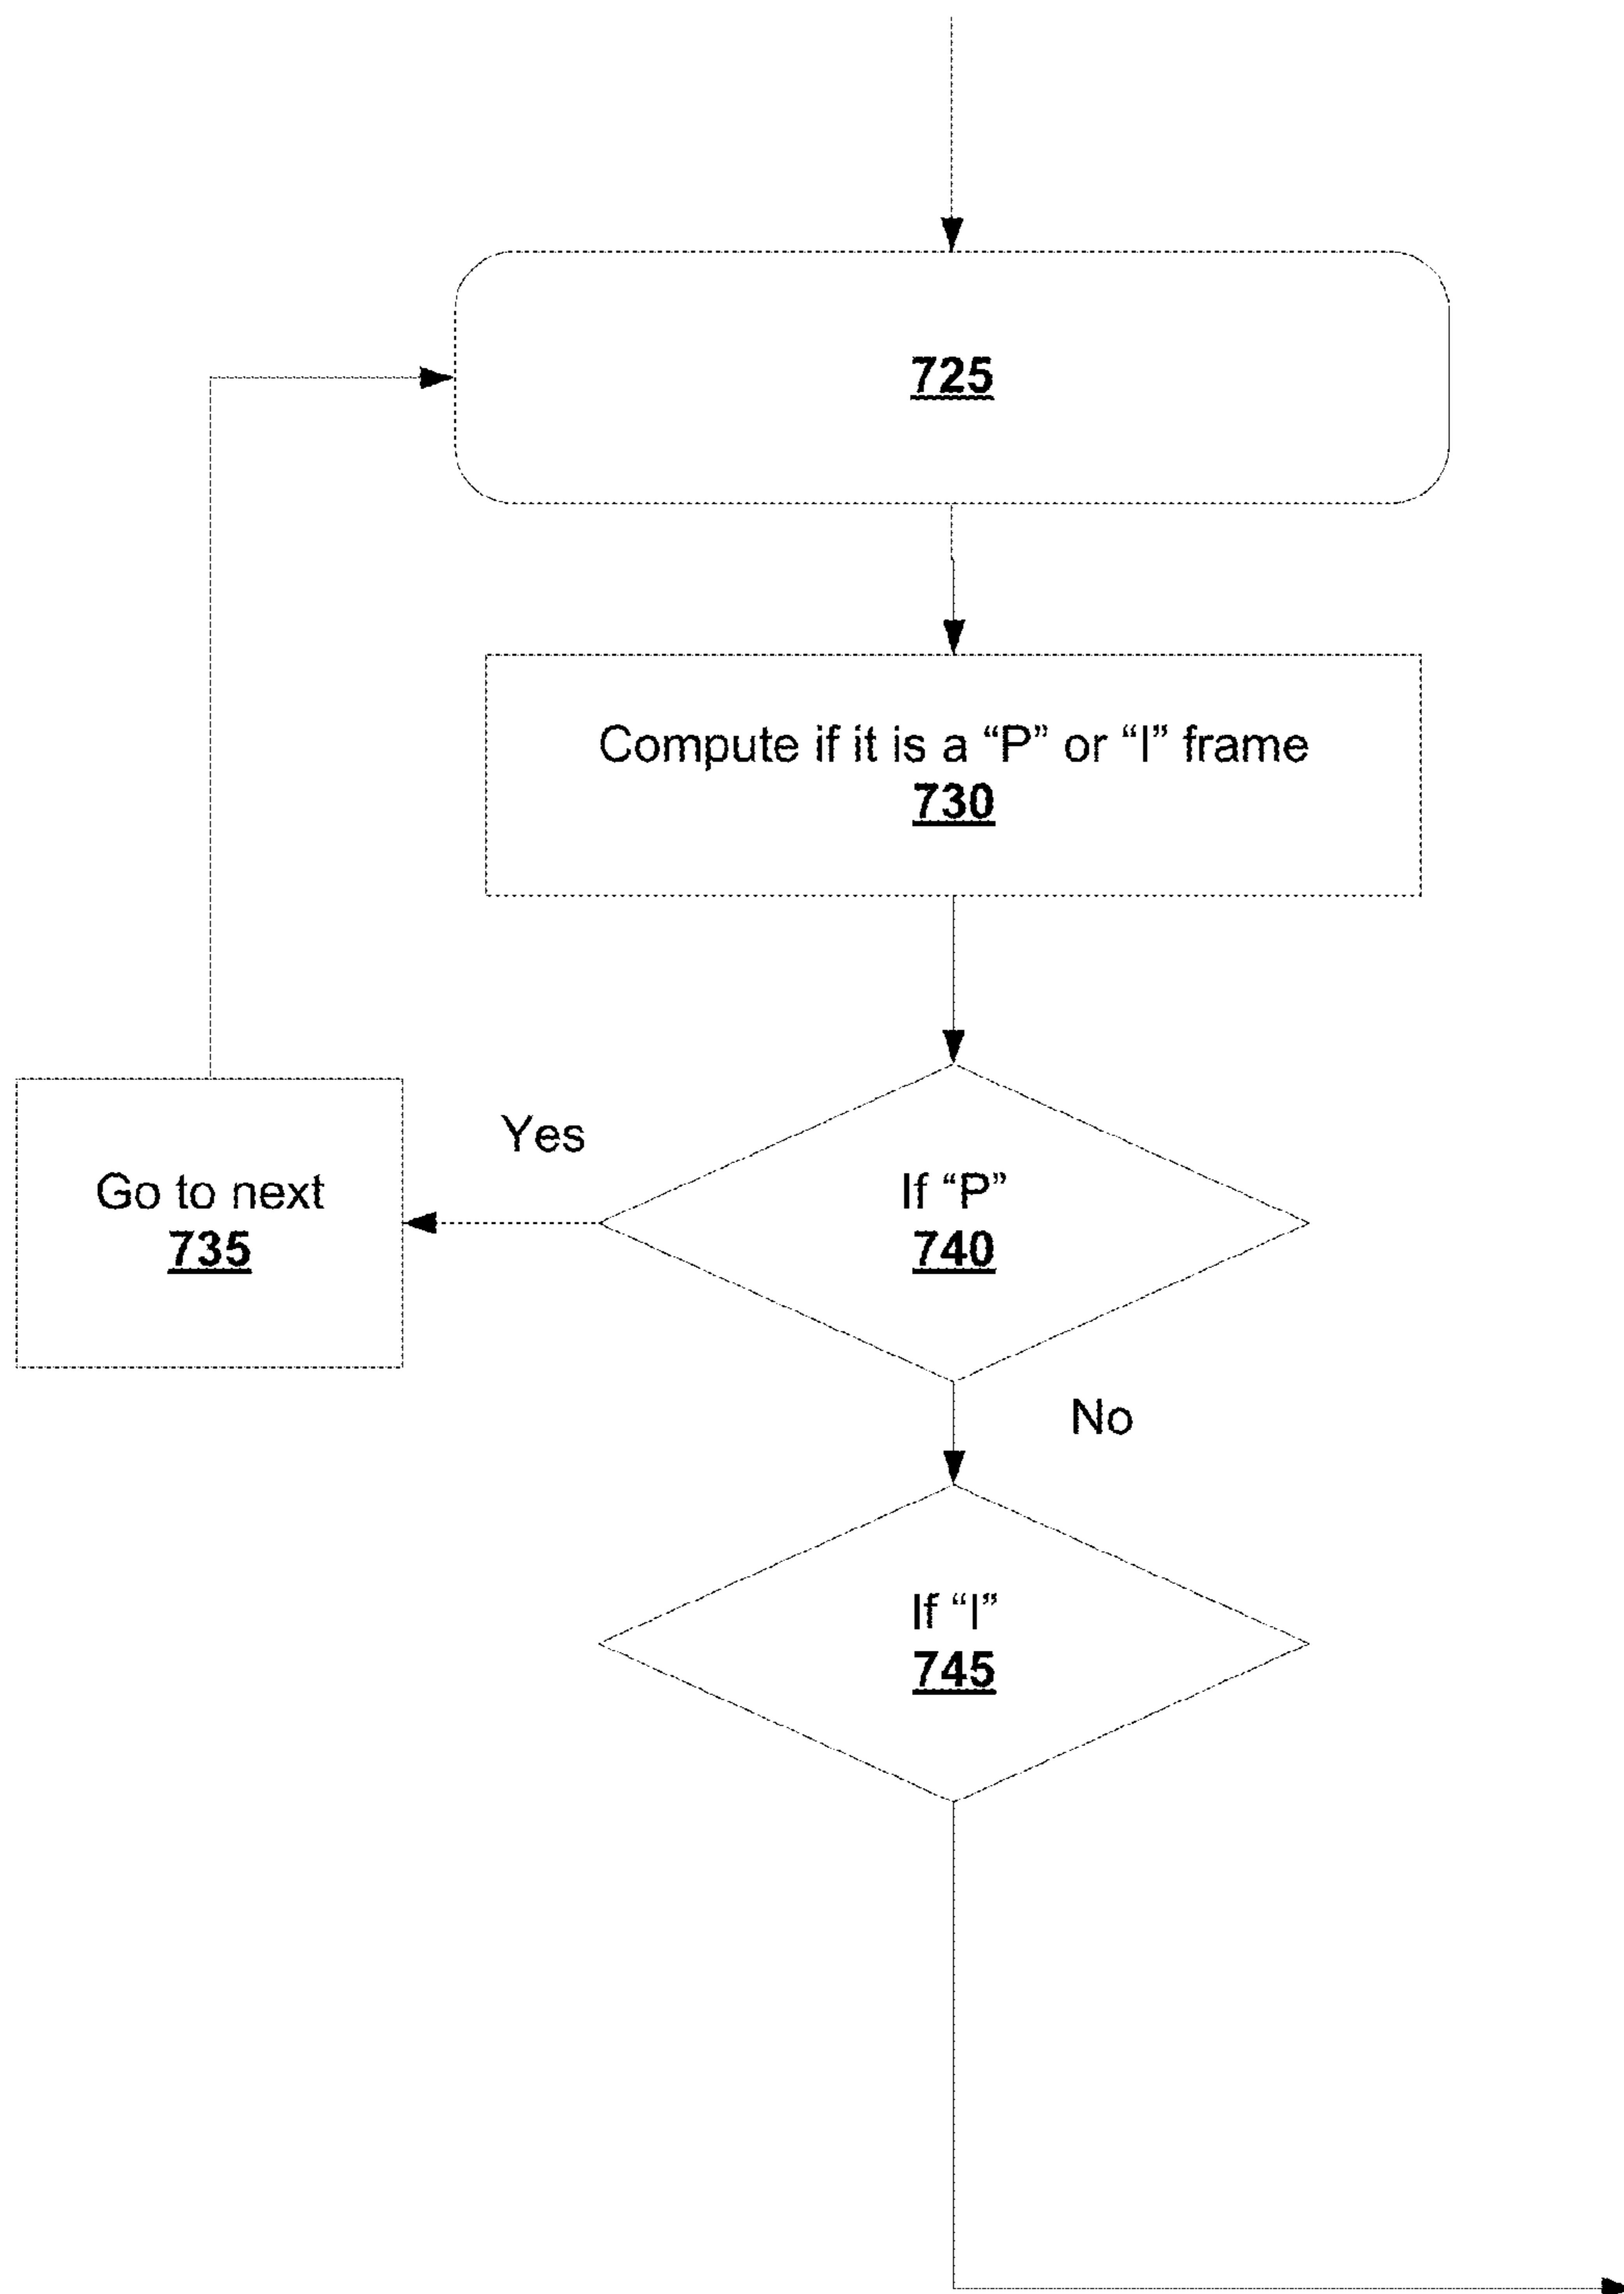 725
Compute if it is a “P” or “I” frame
730
Yes
Go to next
735
If “P”
740
No
If “I”
745